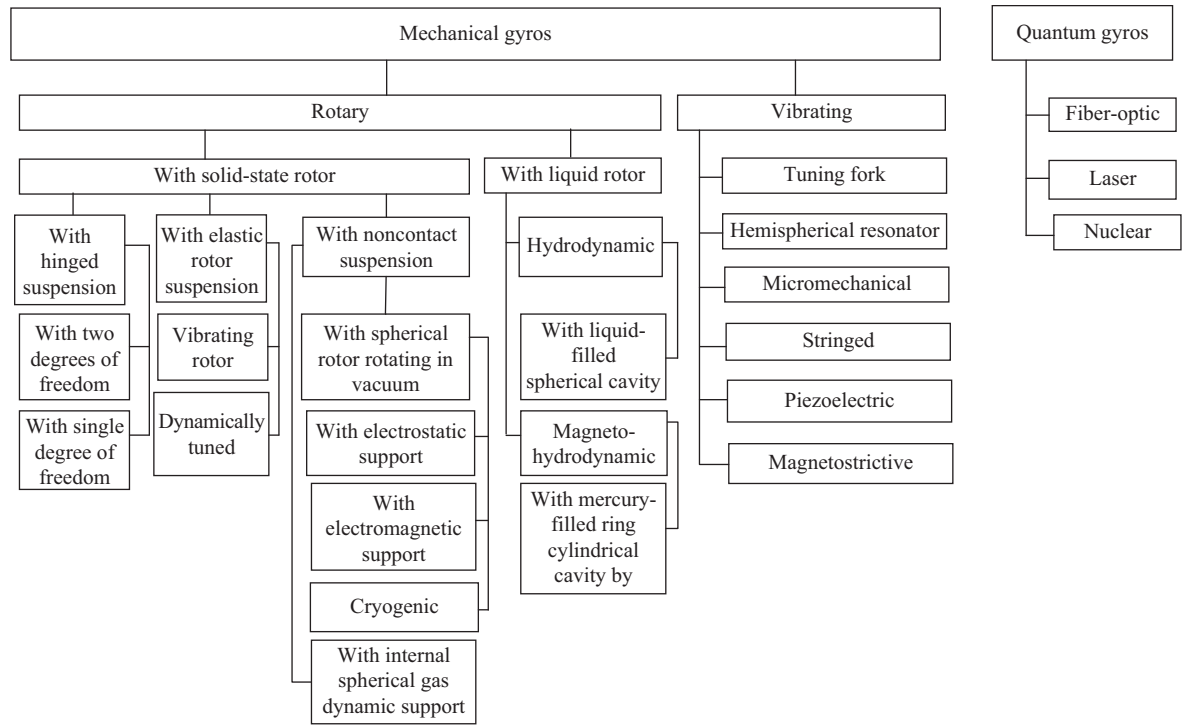 Mechanical gyros
Quantum gyros
Rotary
Vibrating
Fiber-optic
Laser
Nuclear
With solid-state rotor
With liquid rotor
Tuning fork
Hemispherical resonator
Micromechanical
Stringed
Piezoelectric
Magnetostrictive
With
hinged
suspension
With two
degrees of
freedom
With single
degree of
freedom
With elastic
rotor
suspension
Vibrating
rotor
Dynamically
tuned
With noncontact
suspension
With spherical
rotor rotating in
vacuum
With electrostatic
support
With
electromagnetic
support
Cryogenic
With internal
spherical gas
dynamic support
Hydrodynamic
With liquid-
filled
spherical cavity
Magneto-
hydrodynamic
With mercury-
filled ring
cylindrical
cavity by